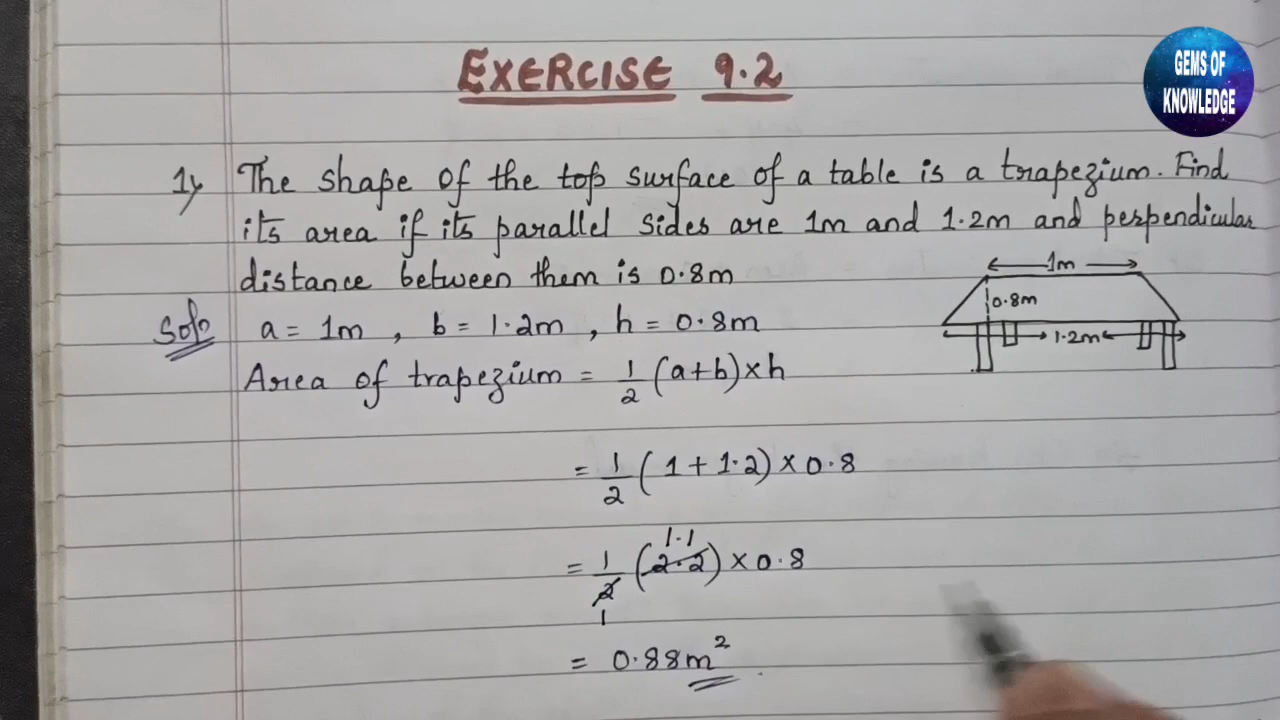 EXERCISE 9.2
GEMS OF
KNOWLEDGE
1) The shape of the top surface of a table is a trapezium. Find
its area if its parallel sides are 1m and 1.2m and perpendicular
distance between them is 0.8m
1m
0.8m
1.2m
Soln a = 1m , b = 1.2m , h = 0.8m
Area of trapezium = 1/2 (a+b)×h
= 1/2 (1 + 1.2) × 0.8
1.1
= 1/2 (2.2) × 0.8
1
= 0.88m²